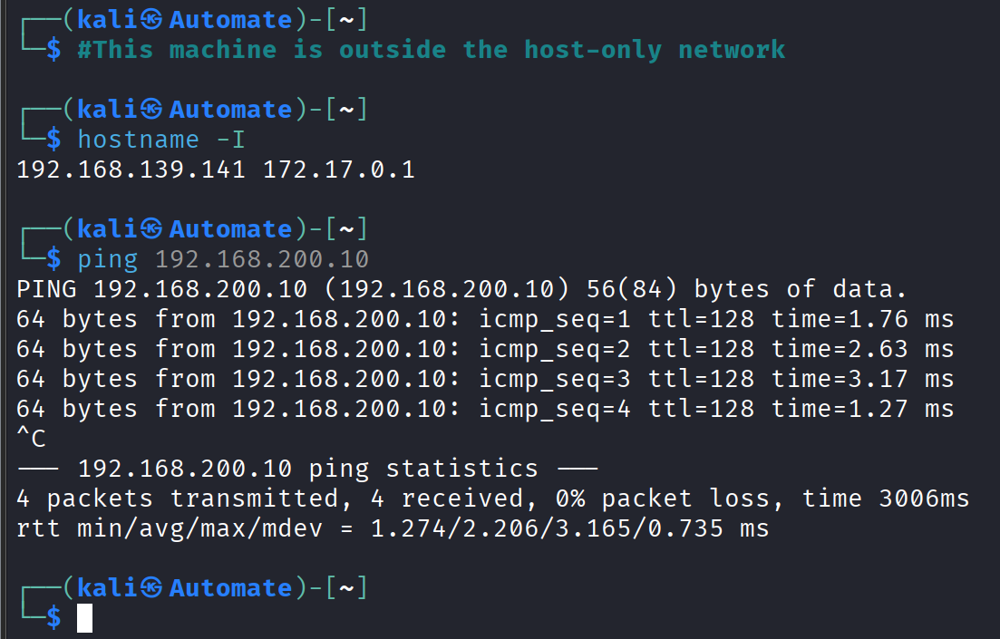 ┌──(kali㉿Automate)-[~]
└─$ #This machine is outside the host-only network
┌──(kali㉿Automate)-[~]
└─$ hostname -I
192.168.139.141 172.17.0.1
┌──(kali㉿Automate)-[~]
└─$ ping 192.168.200.10
PING 192.168.200.10 (192.168.200.10) 56(84) bytes of data.
64 bytes from 192.168.200.10: icmp_seq=1 ttl=128 time=1.76 ms
64 bytes from 192.168.200.10: icmp_seq=2 ttl=128 time=2.63 ms
64 bytes from 192.168.200.10: icmp_seq=3 ttl=128 time=3.17 ms
64 bytes from 192.168.200.10: icmp_seq=4 ttl=128 time=1.27 ms
^C
--- 192.168.200.10 ping statistics ---
4 packets transmitted, 4 received, 0% packet loss, time 3006ms
rtt min/avg/max/mdev = 1.274/2.206/3.165/0.735 ms
┌──(kali㉿Automate)-[~]
└─$